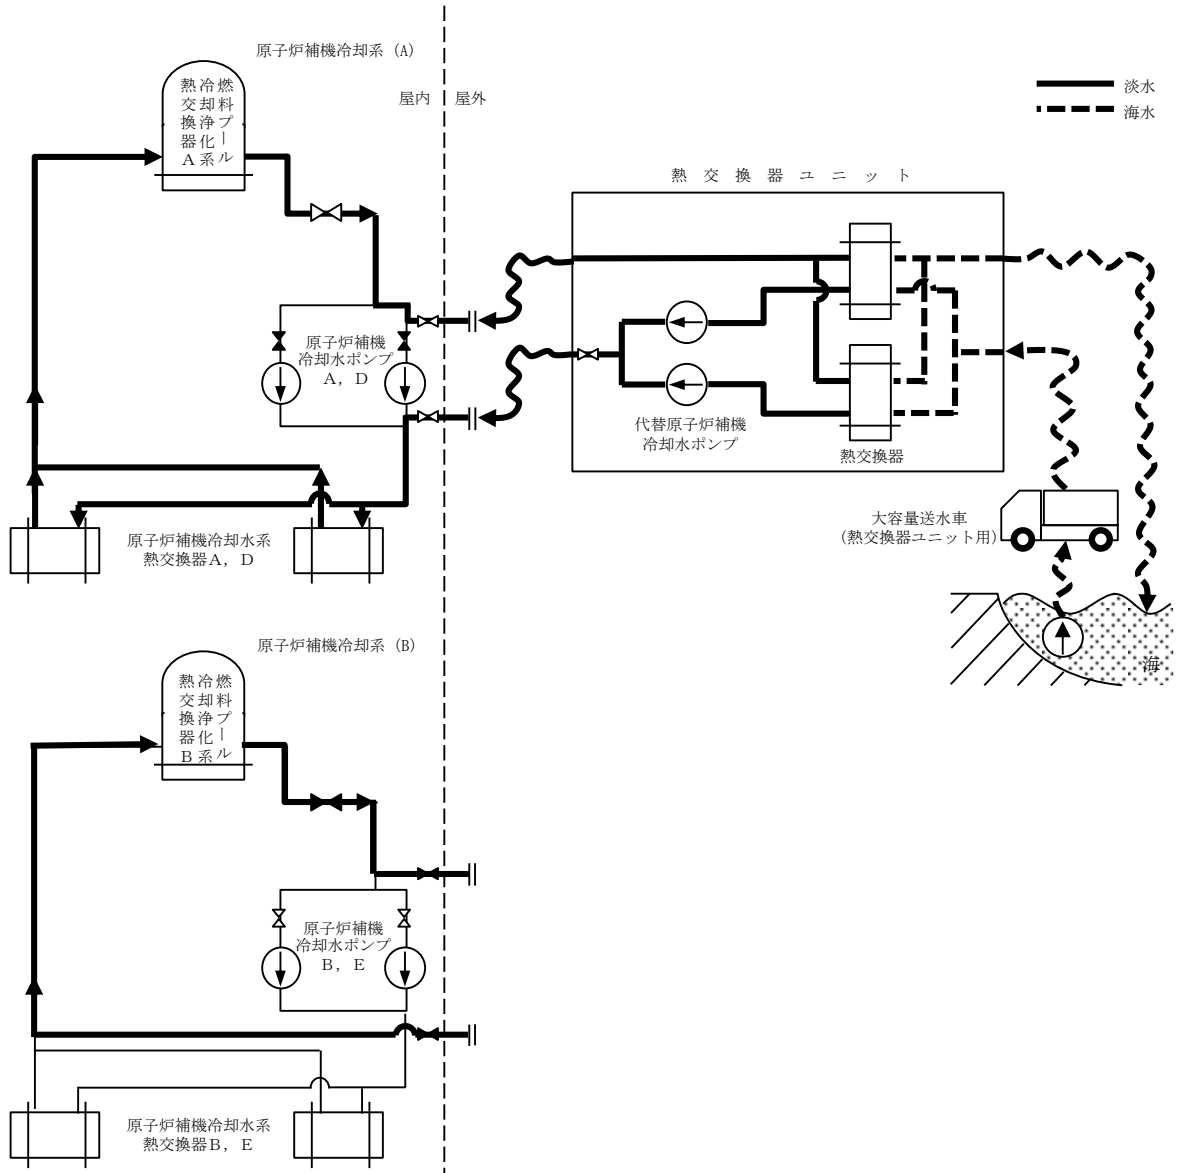 原子炉補機冷却系 (A)
屋内
屋外
淡水
海水
燃料プール
冷却浄化系
熱交換器A
熱交換器ユニット
原子炉補機
冷却水ポンプ
A，D
代替原子炉補機
冷却水ポンプ
熱交換器
大容量送水車
(熱交換器ユニット用)
原子炉補機冷却水系
熱交換器A，D
海
原子炉補機冷却系 (B)
燃料プール
冷却浄化系
熱交換器B
原子炉補機
冷却水ポンプ
B，E
原子炉補機冷却水系
熱交換器B，E